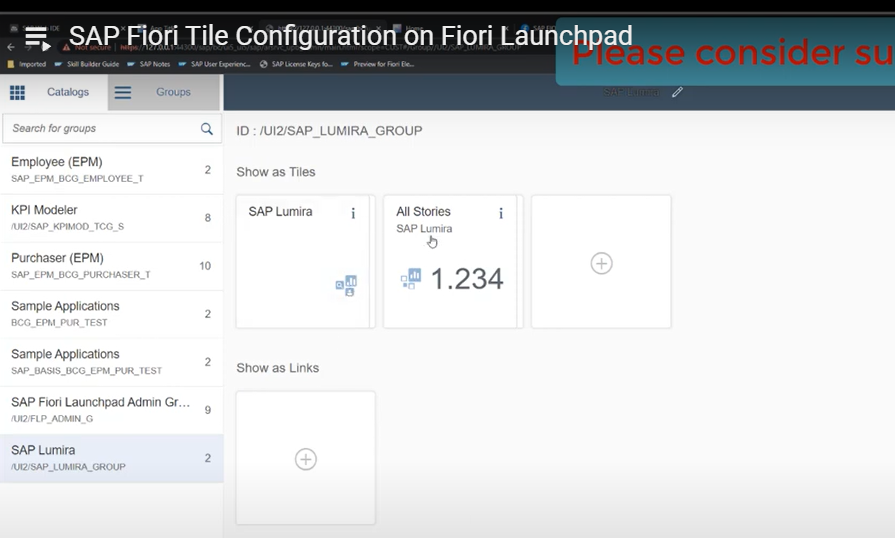 SAP Fiori Tile Configuration on Fiori Launchpad
Please consider su
Not secure
Imported
Skill Builder Guide
SAP Notes
SAP User Experienc...
SAP License Keys fo...
Preview for Fiori Ele...
Catalogs
Groups
SAP Lumira
Search for groups
ID : /UI2/SAP_LUMIRA_GROUP
Employee (EPM)
SAP_EPM_BCG_EMPLOYEE_T
2
KPI Modeler
/UI2/SAP_KPIMOD_TCG_S
8
Purchaser (EPM)
SAP_EPM_BCG_PURCHASER_T
10
Sample Applications
BCG_EPM_PUR_TEST
2
Sample Applications
SAP_BASIS_BCG_EPM_PUR_TEST
2
SAP Fiori Launchpad Admin Gr...
/UI2/FLP_ADMIN_G
9
SAP Lumira
/UI2/SAP_LUMIRA_GROUP
2
Show as Tiles
SAP Lumira
i
All Stories
i
SAP Lumira
1.234
Show as Links